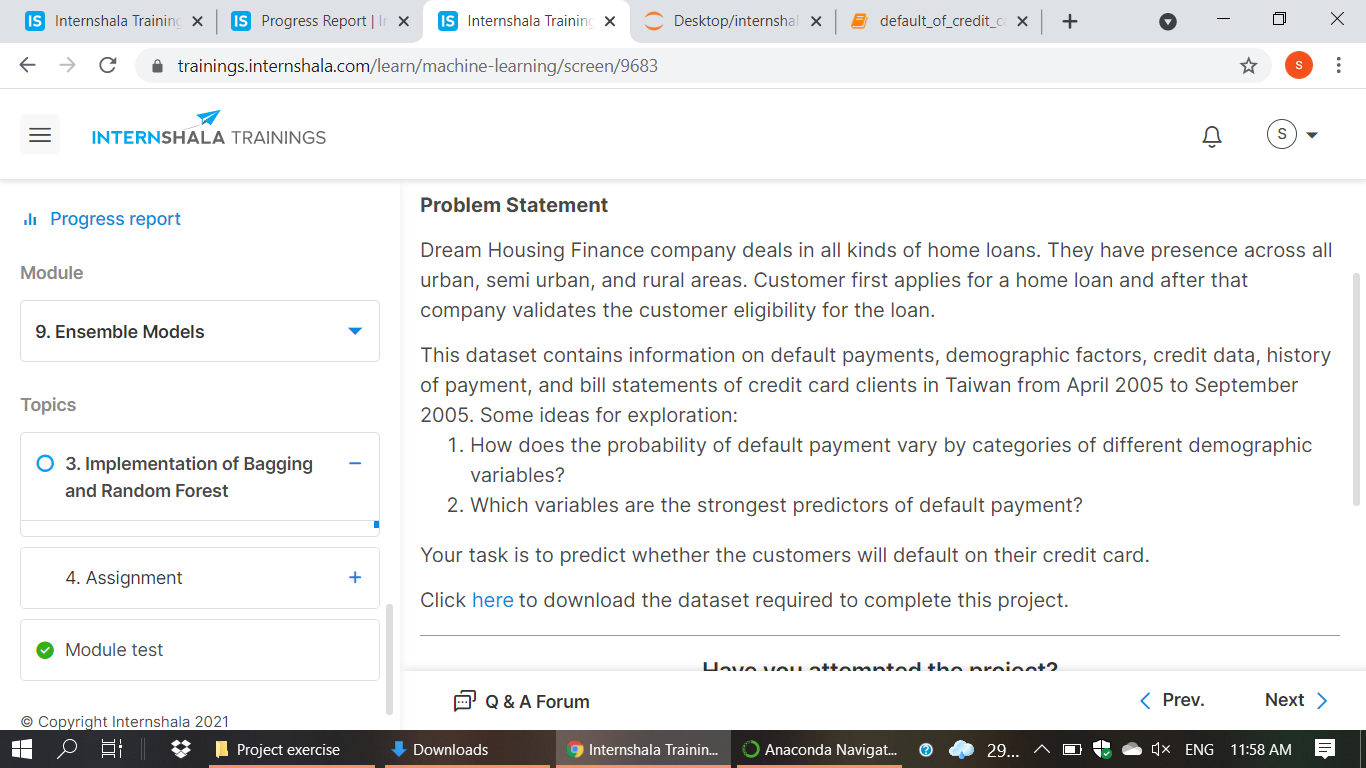 IS Internshala Training
IS Progress Report | In
IS Internshala Training
Desktop/internshal
default_of_credit_c
trainings.internshala.com/learn/machine-learning/screen/9683
S
INTERNSHALA TRAININGS
S
Progress report
Module
9. Ensemble Models
Topics
3. Implementation of Bagging
and Random Forest
4. Assignment
Module test
© Copyright Internshala 2021
Problem Statement
Dream Housing Finance company deals in all kinds of home loans. They have presence across all
urban, semi urban, and rural areas. Customer first applies for a home loan and after that
company validates the customer eligibility for the loan.
This dataset contains information on default payments, demographic factors, credit data, history
of payment, and bill statements of credit card clients in Taiwan from April 2005 to September
2005. Some ideas for exploration:
1. How does the probability of default payment vary by categories of different demographic
variables?
2. Which variables are the strongest predictors of default payment?
Your task is to predict whether the customers will default on their credit card.
Click here to download the dataset required to complete this project.
Have you attempted the project?
Q & A Forum
Prev.
Next
Project exercise
Downloads
Internshala Trainin...
Anaconda Navigat...
29...
ENG
11:58 AM